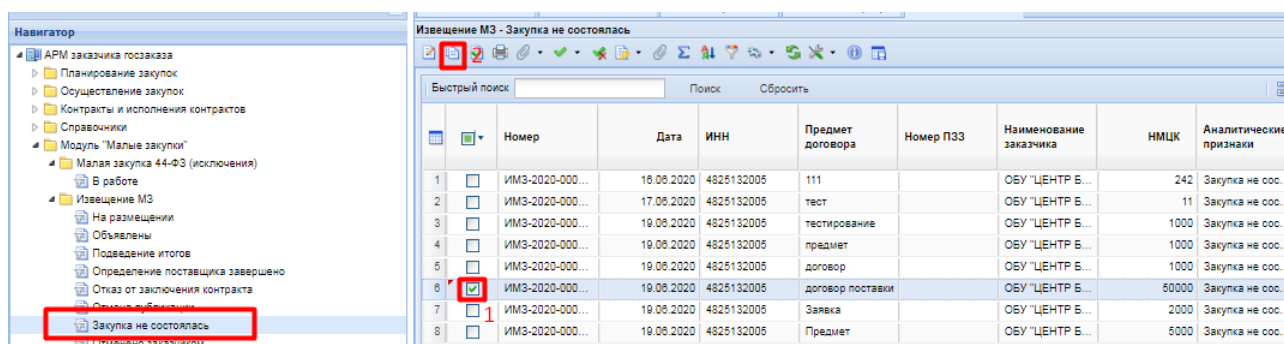 Навигатор
АРМ заказчика госзаказа
Планирование закупок
Осуществление закупок
Контракты и исполнения контрактов
Справочники
Модуль "Малые закупки"
Малая закупка 44-ФЗ (исключения)
В работе
Извещение МЗ
На размещении
Объявлены
Подведение итогов
Определение поставщика завершено
Отказ от заключения контракта
Отмена публикации
Закупка не состоялась
Отменено заказчиком
Извещение МЗ - Закупка не состоялась
2
Быстрый поиск Поиск Сбросить
Номер Дата ИНН Предмет договора Номер ПЗЗ Наименование заказчика НМЦК Аналитические признаки
1 ИМЗ-2020-000... 16.06.2020 4825132005 111 ОБУ "ЦЕНТР Б... 242 Закупка не сос..
2 ИМЗ-2020-000... 17.06.2020 4825132005 тест ОБУ "ЦЕНТР Б... 11 Закупка не сос..
3 ИМЗ-2020-000... 19.06.2020 4825132005 тестирование ОБУ "ЦЕНТР Б... 1000 Закупка не сос..
4 ИМЗ-2020-000... 19.06.2020 4825132005 предмет ОБУ "ЦЕНТР Б... 1000 Закупка не сос..
5 ИМЗ-2020-000... 19.06.2020 4825132005 договор ОБУ "ЦЕНТР Б... 1000 Закупка не сос..
6 ИМЗ-2020-000... 19.06.2020 4825132005 договор поставки ОБУ "ЦЕНТР Б... 50000 Закупка не сос..
7 1 ИМЗ-2020-000... 19.06.2020 4825132005 Заявка ОБУ "ЦЕНТР Б... 2000 Закупка не сос..
8 ИМЗ-2020-000... 19.06.2020 4825132005 Предмет ОБУ "ЦЕНТР Б... 5000 Закупка не сос..